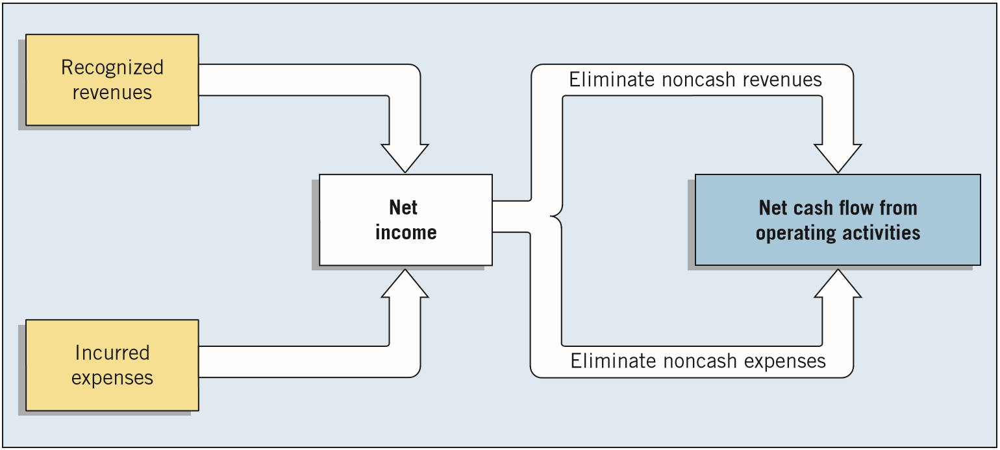 Recognized
revenues
Eliminate noncash revenues
Net
income
Net cash flow from
operating activities
Incurred
expenses
Eliminate noncash expenses